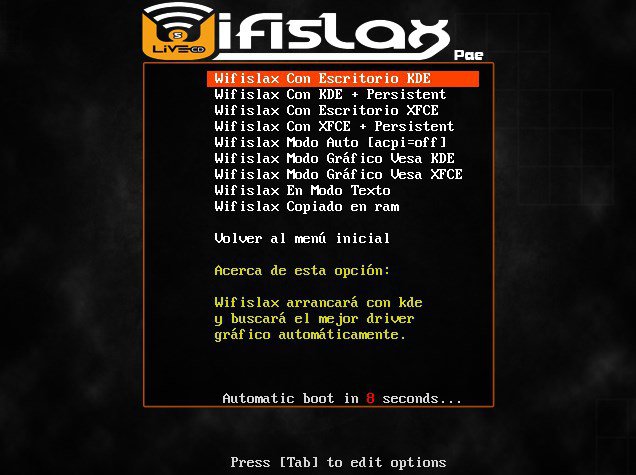 Wifislax
LiVECD
S
Pae
Wifislax Con Escritorio KDE
Wifislax Con KDE + Persistent
Wifislax Con Escritorio XFCE
Wifislax Con XFCE + Persistent
Wifislax Modo Auto [acpi=off]
Wifislax Modo Gráfico Vesa KDE
Wifislax Modo Gráfico Vesa XFCE
Wifislax En Modo Texto
Wifislax Copiado en ram
Volver al menú inicial
Acerca de esta opción:
Wifislax arrancará con kde
y buscará el mejor driver
gráfico automáticamente.
Automatic boot in 8 seconds...
Press [Tab] to edit options